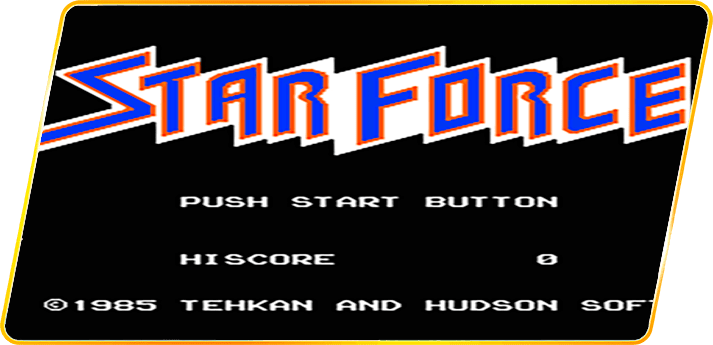 STAR FORCE
PUSH START BUTTON
HISCORE 0
©1985 TEHKAN AND HUDSON SOFT